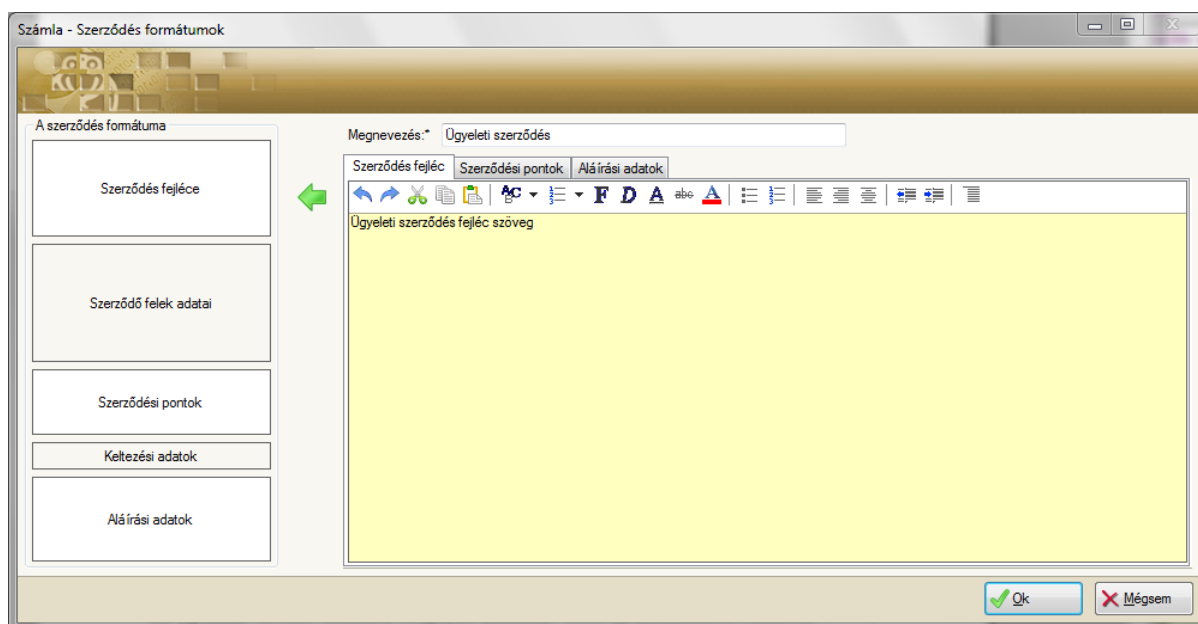 Számla - Szerződés formátumok
A szerződés formátuma
Szerződés fejléce
Szerződő felek adatai
Szerződési pontok
Keltezési adatok
Aláírási adatok
Megnevezés:* Ügyeleti szerződés
Szerződés fejléc Szerződési pontok Aláírási adatok
F D A abc A
Ügyeleti szerződés fejléc szöveg
Ok Mégsem